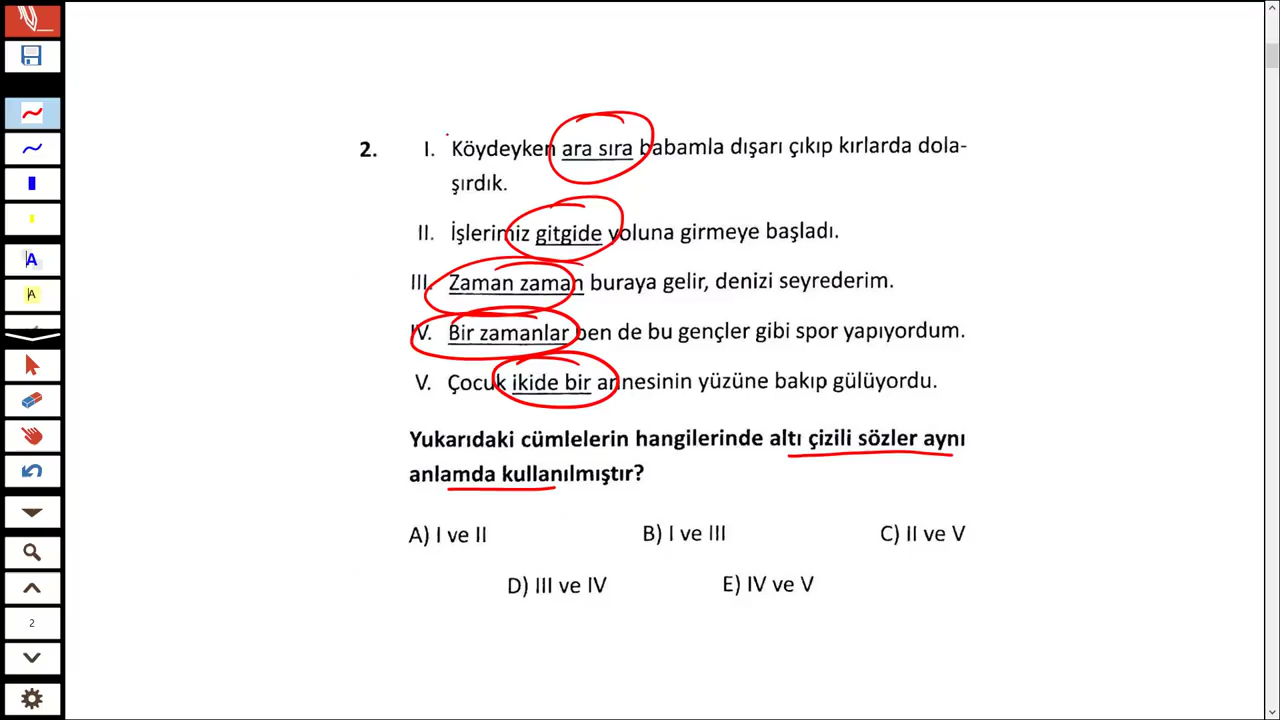 2. I. Köydeyken ara sıra babamla dışarı çıkıp kırlarda dola-
şırdık.
II. İşlerimiz gitgide yoluna girmeye başladı.
III. Zaman zaman buraya gelir, denizi seyrederim.
IV. Bir zamanlar ben de bu gençler gibi spor yapıyordum.
V. Çocuk ikide bir annesinin yüzüne bakıp gülüyordu.
Yukarıdaki cümlelerin hangilerinde altı çizili sözler aynı
anlamda kullanılmıştır?
A) I ve II B) I ve III C) II ve V
D) III ve IV E) IV ve V
A
A
2